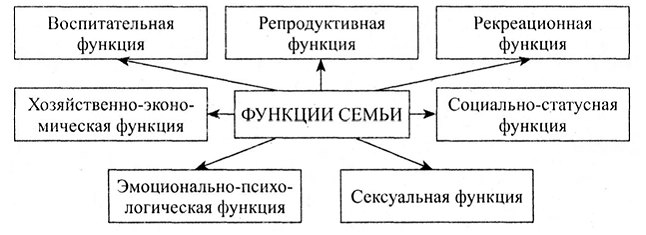 Воспитательная
функция
Репродуктивная
функция
Рекреационная
функция
Хозяйственно-эконо-
мическая функция
ФУНКЦИИ СЕМЬИ
Социально-статусная
функция
Эмоционально-психо-
логическая функция
Сексуальная функция